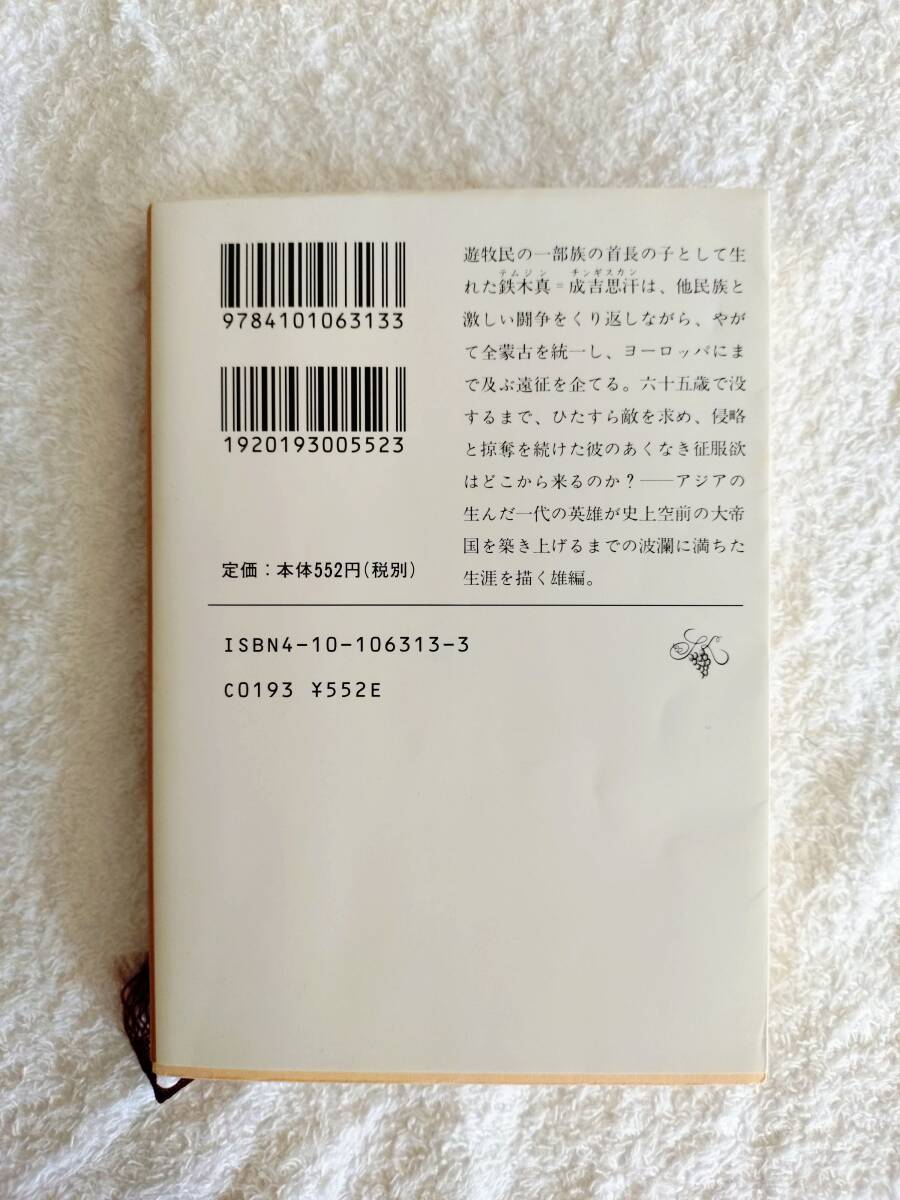 9784101063133
1920193005523
定価：本体552円(税別)
遊牧民の一部族の首長の子として生
テムジン チンギスカン
れた鉄木真＝成吉思汗は、他民族と
激しい闘争をくり返しながら、やが
て全蒙古を統一し、ヨーロッパにま
で及ぶ遠征を企てる。六十五歳で没
するまで、ひたすら敵を求め、侵略
と掠奪を続けた彼のあくなき征服欲
はどこから来るのか？――アジアの
生んだ一代の英雄が史上空前の大帝
国を築き上げるまでの波瀾に満ちた
生涯を描く雄編。
ISBN4-10-106313-3
C0193 ¥552E